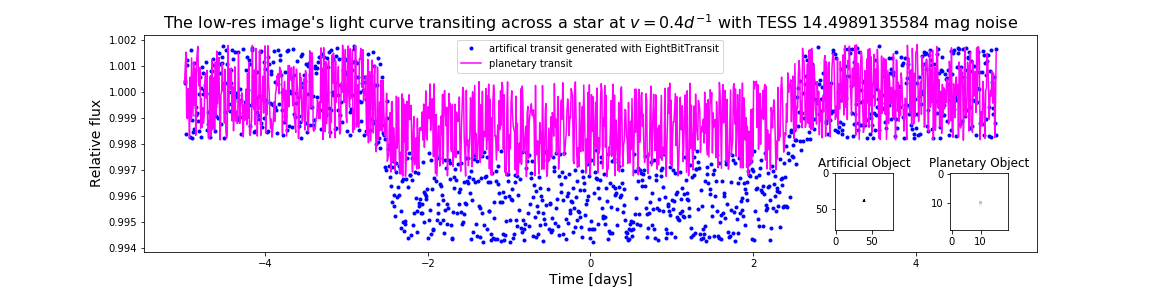 The low-res image's light curve transiting across a star at v = 0.4d⁻¹ with TESS 14.4989135584 mag noise
artifical transit generated with EightBitTransit
planetary transit
Relative flux
1.002
1.001
1.000
0.999
0.998
0.997
0.996
0.995
0.994
Artificial Object
0
50
0 50
Planetary Object
0
10
0 10
−4 −2 0 2 4
Time [days]